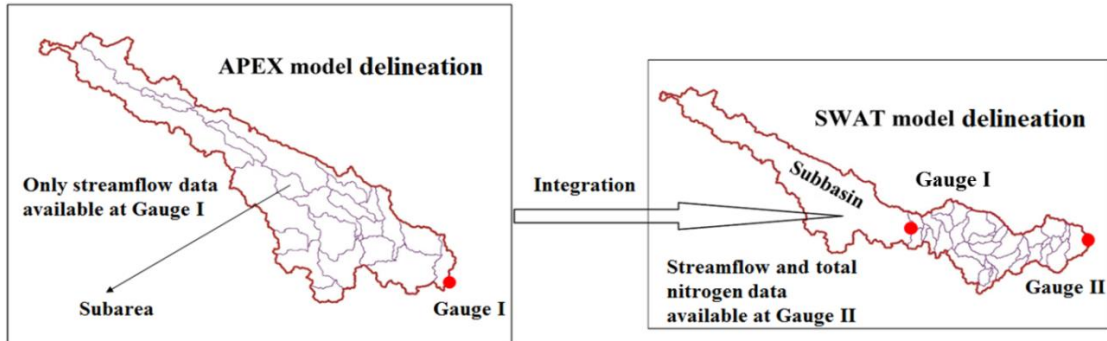 APEX model delineation
Only streamflow data
available at Gauge I
Subarea
Gauge I
Integration
SWAT model delineation
Subbasin
Gauge I
Streamflow and total
nitrogen data
available at Gauge II
Gauge II